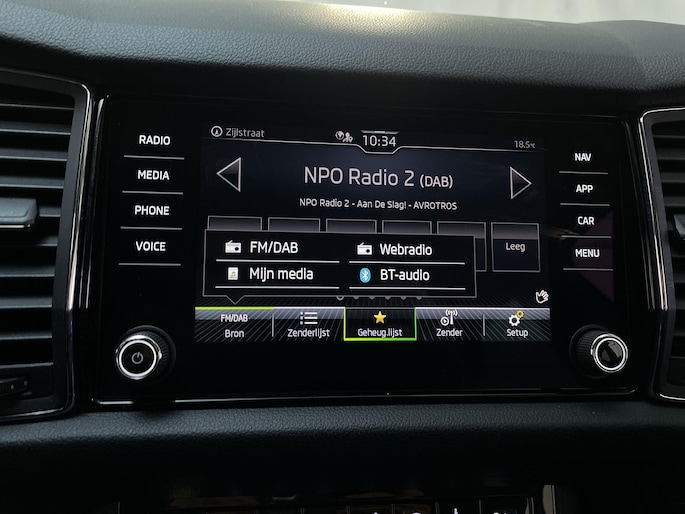 RADIO
MEDIA
PHONE
VOICE
Zijlstraat
10:34
18.5°C
NPO Radio 2 (DAB)
NPO Radio 2 - Aan De Slag! - AVROTROS
Leeg
FM/DAB
Webradio
Mijn media
BT-audio
FM/DAB
Bron
Zenderlijst
Geheug.lijst
Zender
Setup
NAV
APP
CAR
MENU